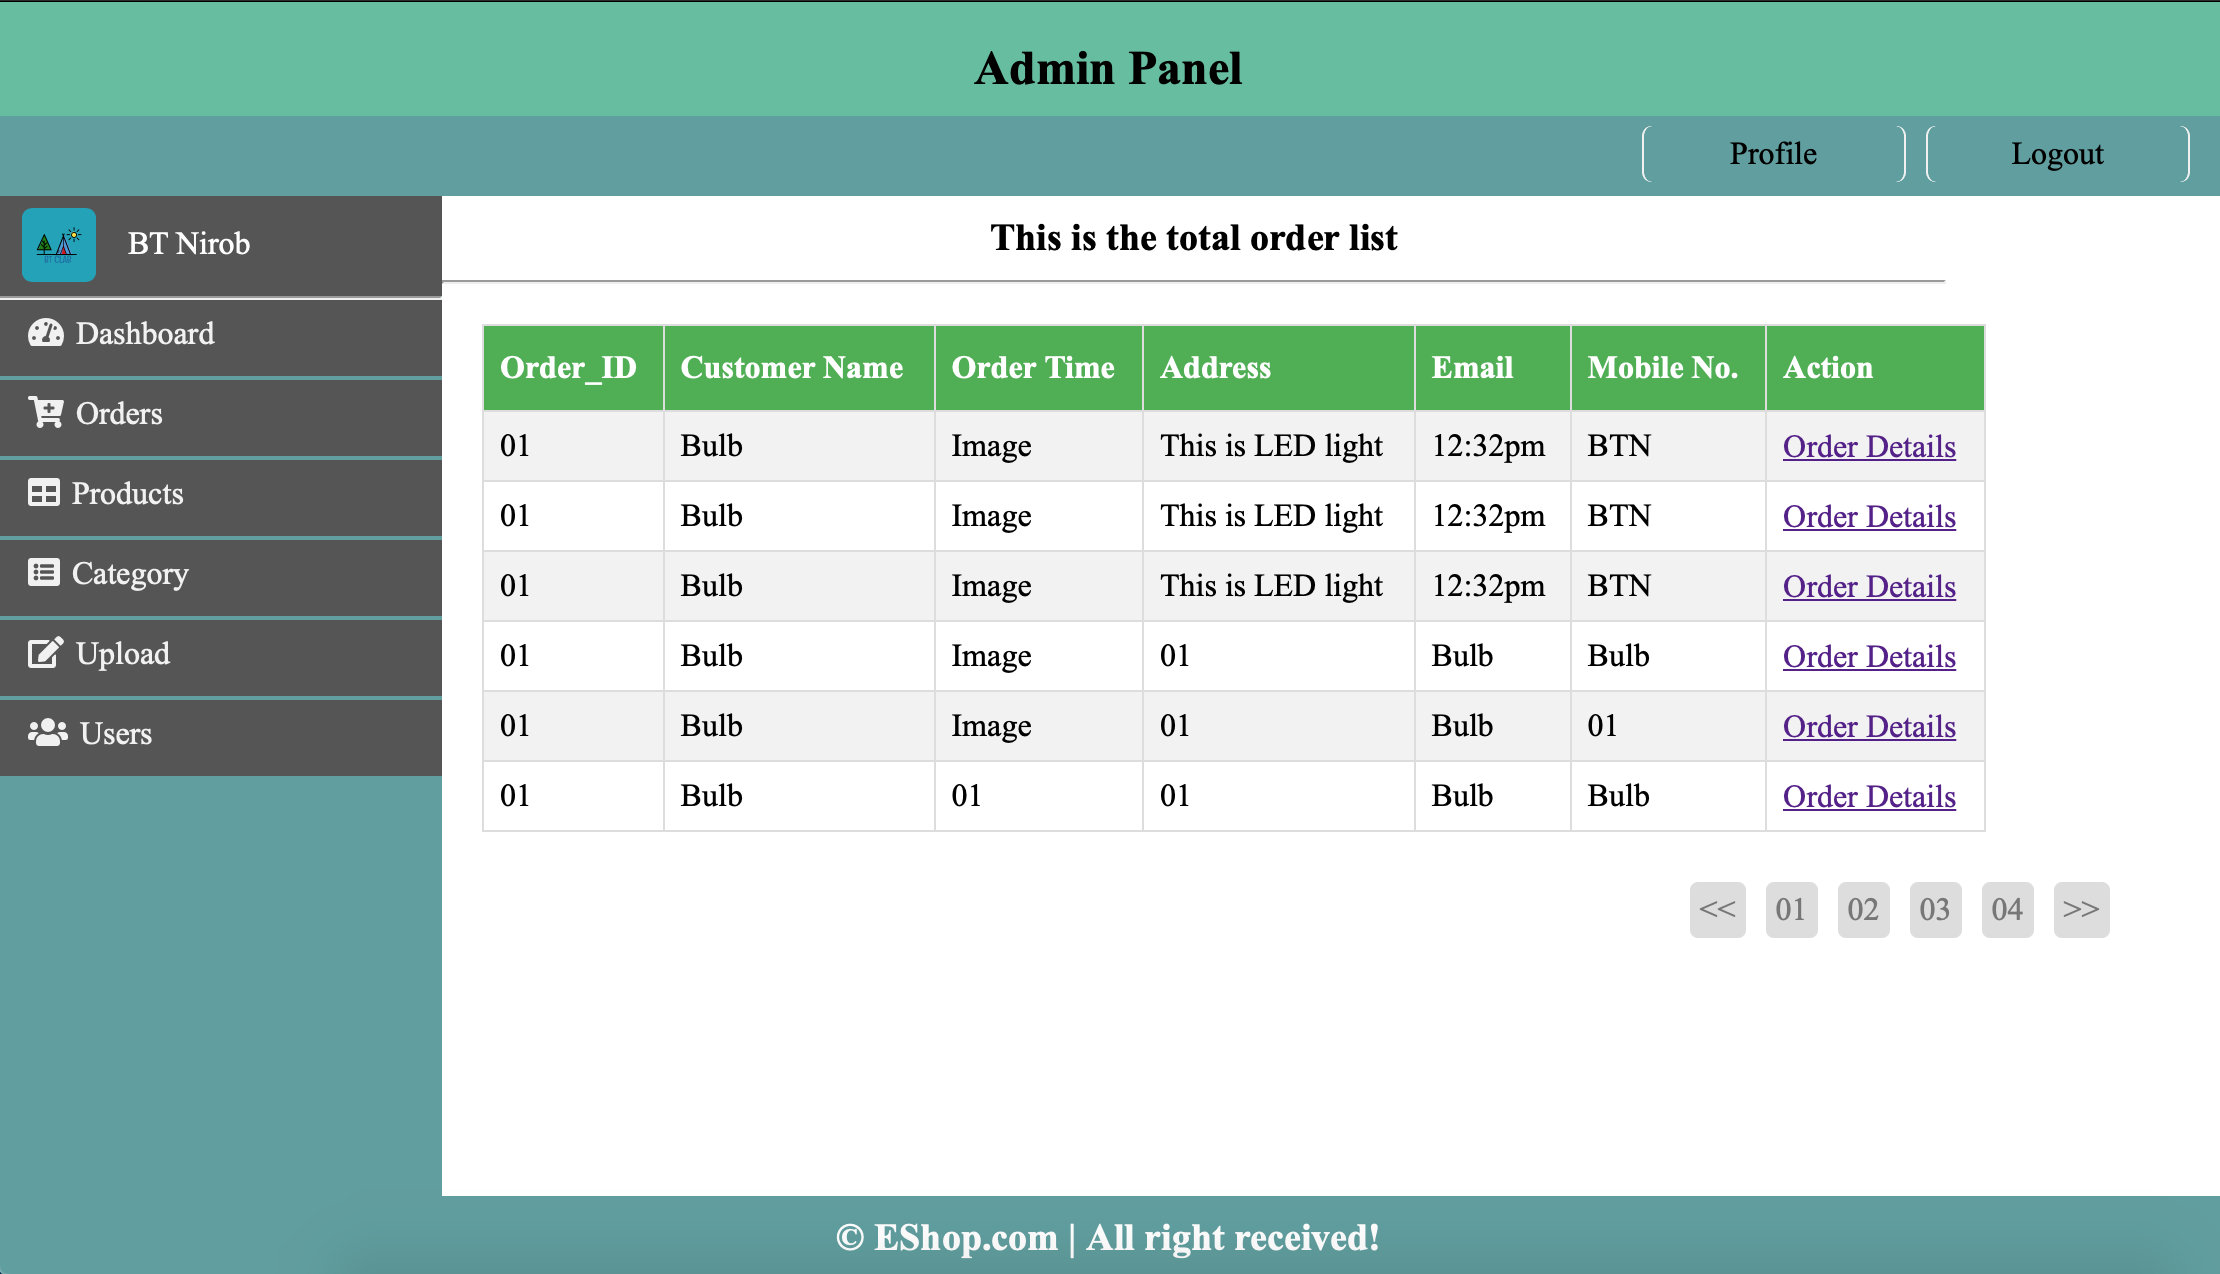 Admin Panel
Profile Logout
BT Nirob
Dashboard
Orders
Products
Category
Upload
Users
This is the total order list
Order_ID Customer Name Order Time Address Email Mobile No. Action
01 Bulb Image This is LED light 12:32pm BTN Order Details
01 Bulb Image This is LED light 12:32pm BTN Order Details
01 Bulb Image This is LED light 12:32pm BTN Order Details
01 Bulb Image 01 Bulb Bulb Order Details
01 Bulb Image 01 Bulb 01 Order Details
01 Bulb 01 01 Bulb Bulb Order Details
<< 01 02 03 04 >>
© EShop.com | All right received!